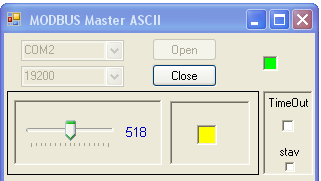 MODBUS Master ASCII
COM2 Open
19200 Close
518
TimeOut
stav